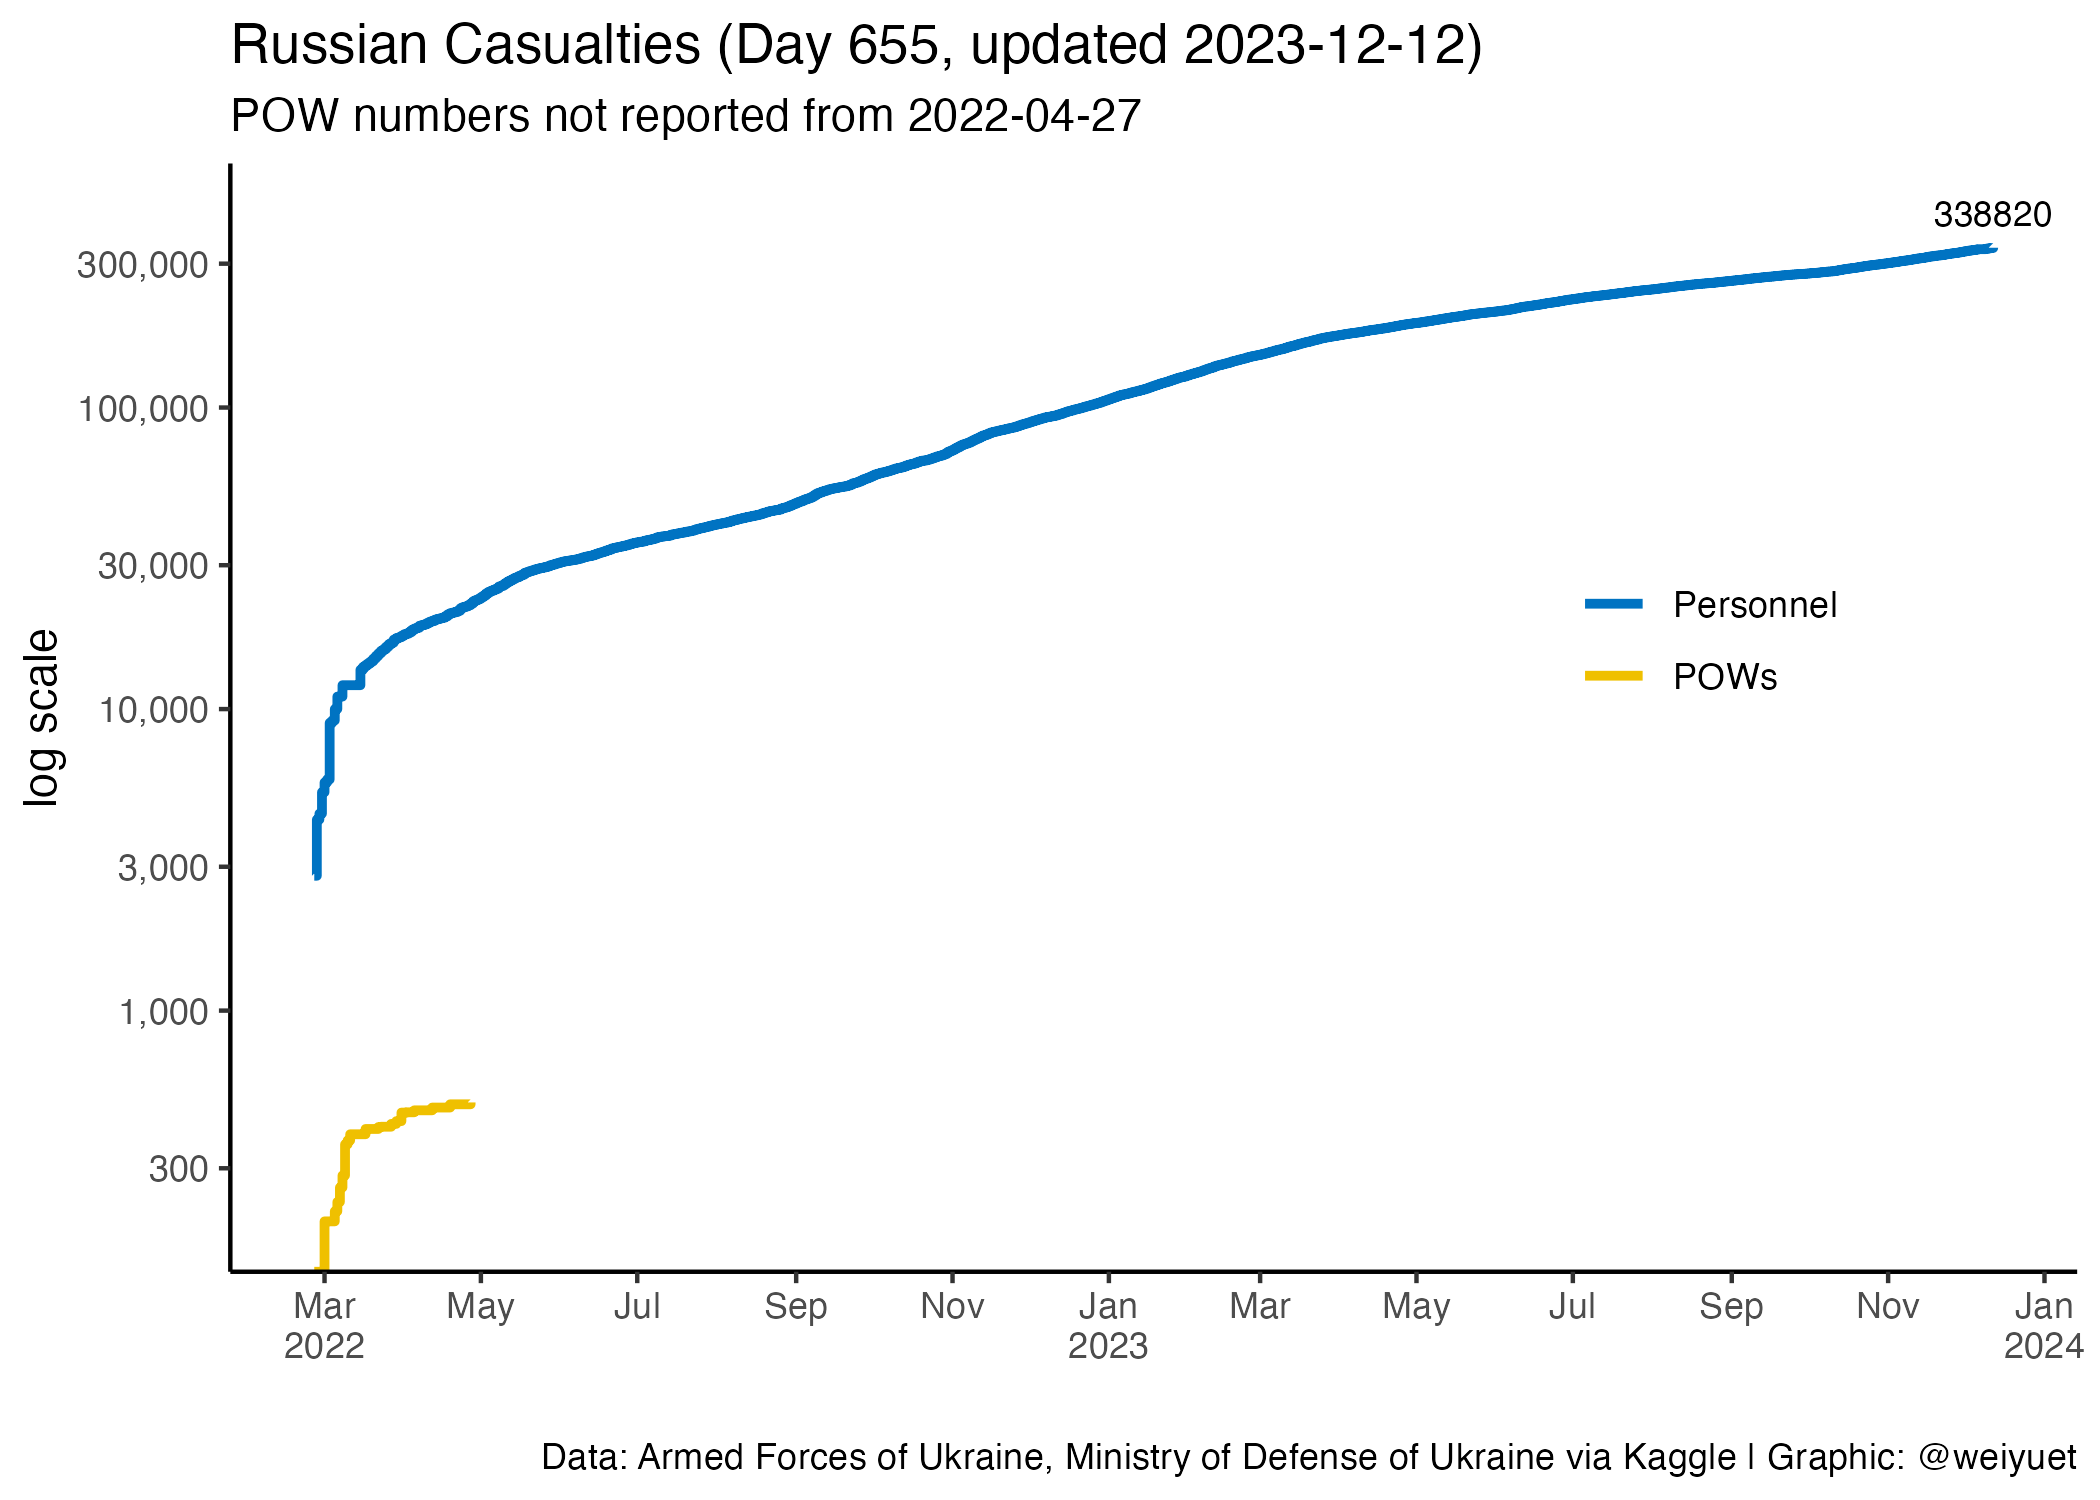 Russian Casualties (Day 655, updated 2023-12-12)
POW numbers not reported from 2022-04-27
338820
300,000
100,000
30,000
10,000
3,000
1,000
300
log scale
Personnel
POWs
Mar May Jul Sep Nov Jan Mar May Jul Sep Nov Jan
2022 2023 2024
Data: Armed Forces of Ukraine, Ministry of Defense of Ukraine via Kaggle | Graphic: @weiyuet